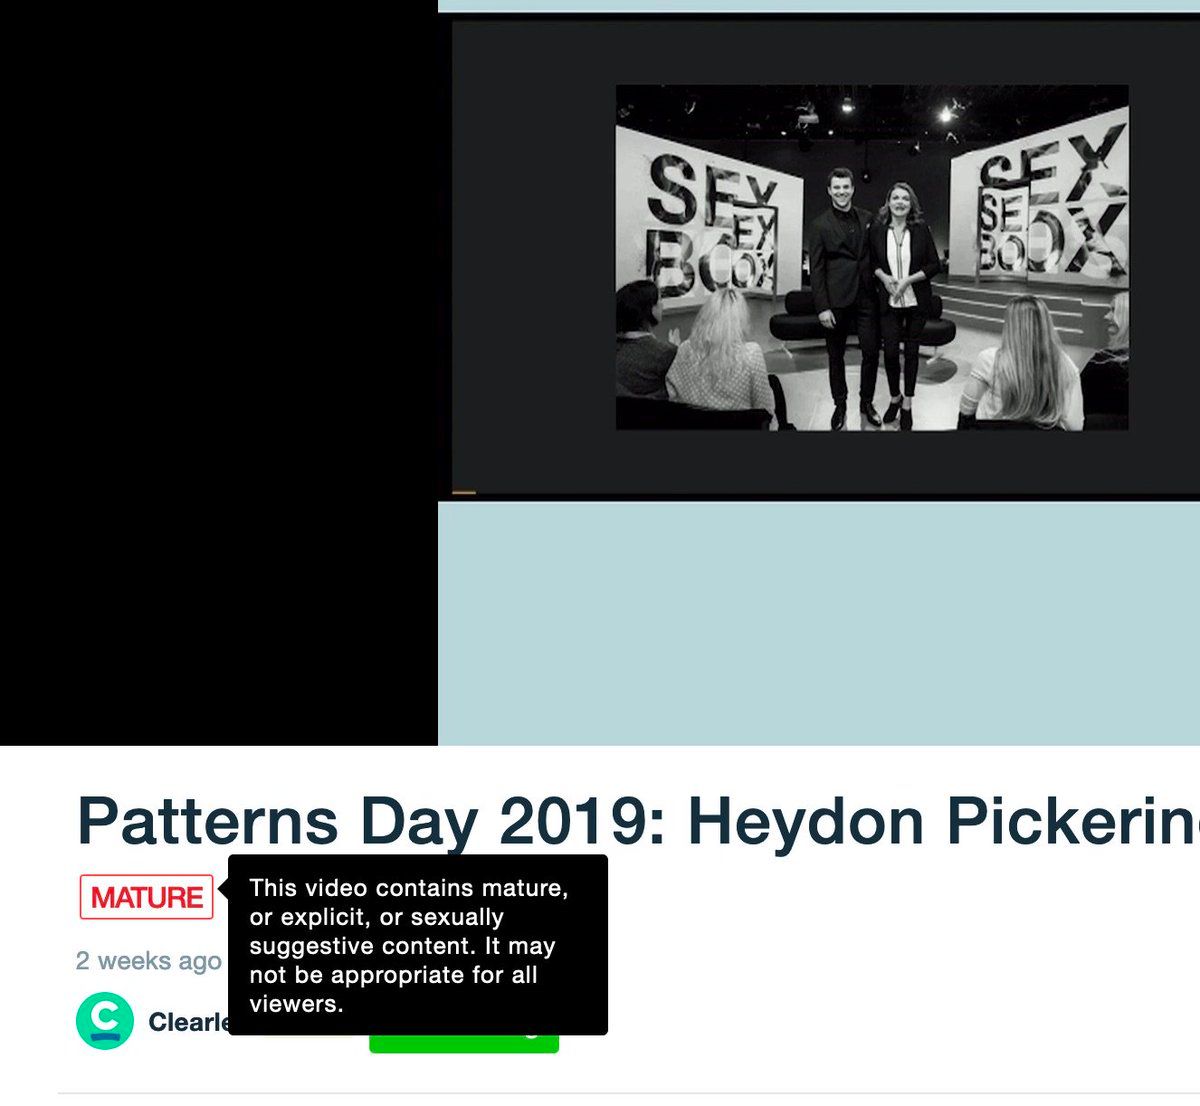 SEX
BOX
SEX
BOX
SEX
BOX
Patterns Day 2019: Heydon Pickerin
MATURE
This video contains mature,
or explicit, or sexually
suggestive content. It may
not be appropriate for all
viewers.
2 weeks ago
Clearle